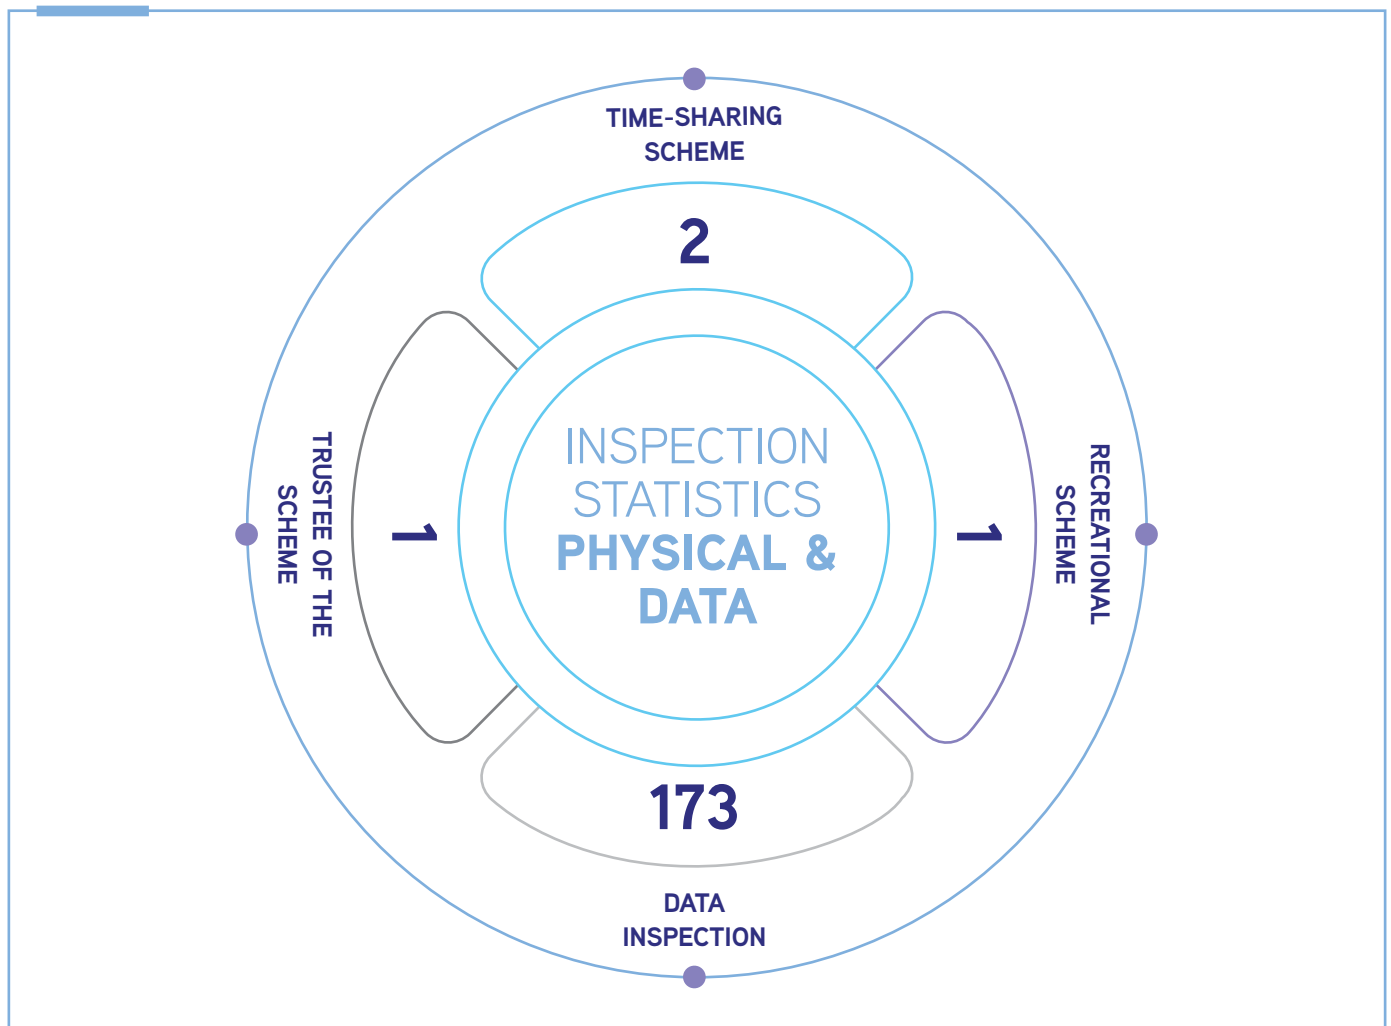 TIME-SHARING
SCHEME
2
TRUSTEE OF THE
SCHEME
1
INSPECTION
STATISTICS
PHYSICAL &
DATA
1
RECREATIONAL
SCHEME
173
DATA
INSPECTION